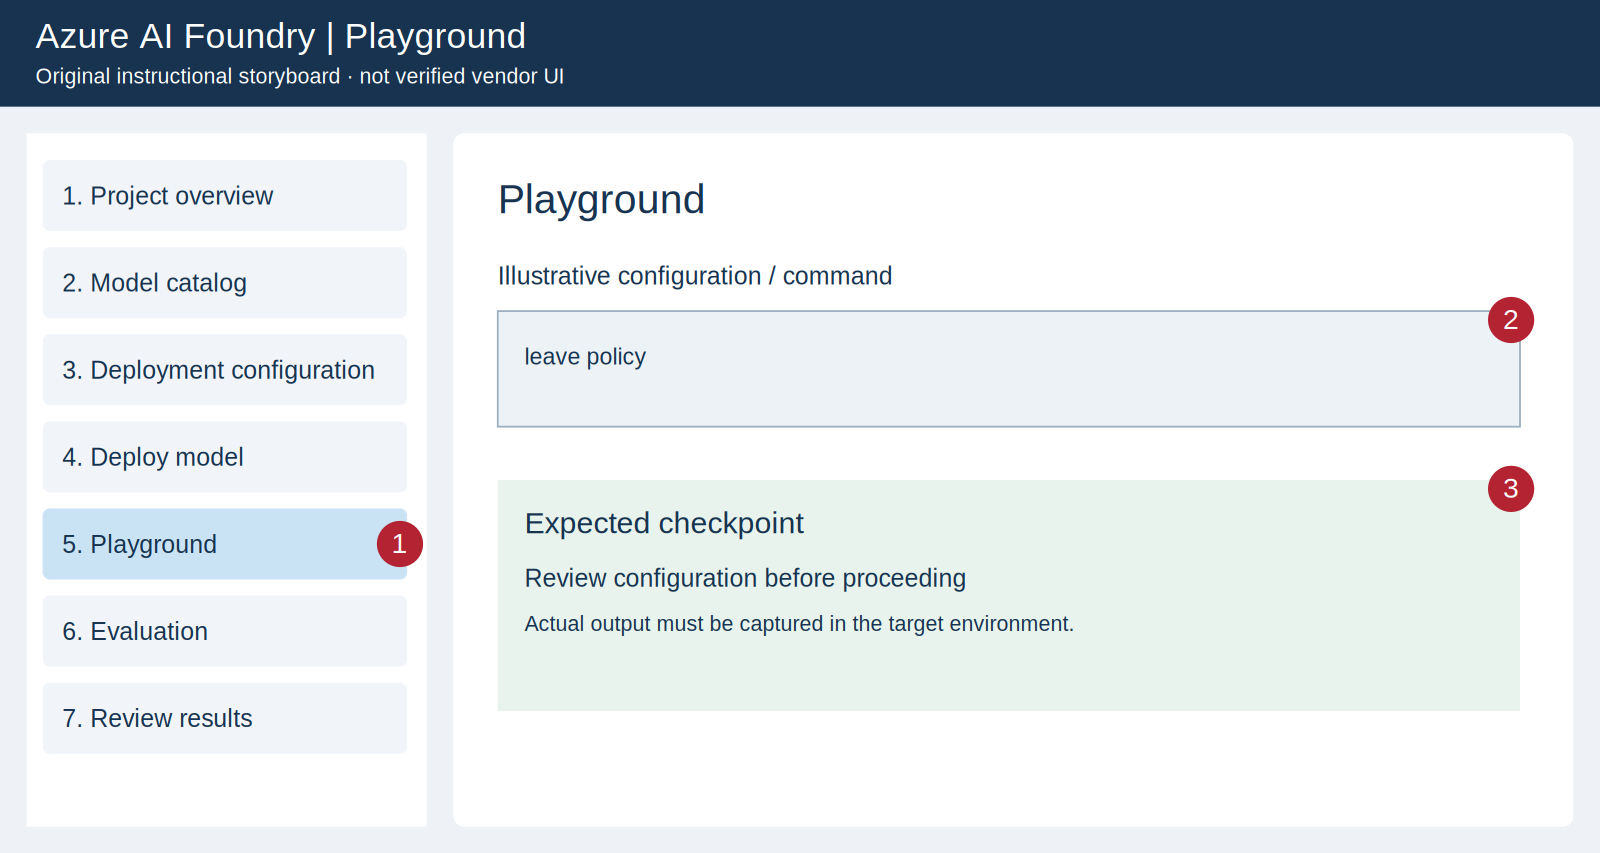 Azure AI Foundry | Playground
Original instructional storyboard · not verified vendor UI
1. Project overview
2. Model catalog
3. Deployment configuration
4. Deploy model
5. Playground
1
6. Evaluation
7. Review results
Playground
Illustrative configuration / command
2
leave policy
3
Expected checkpoint
Review configuration before proceeding
Actual output must be captured in the target environment.